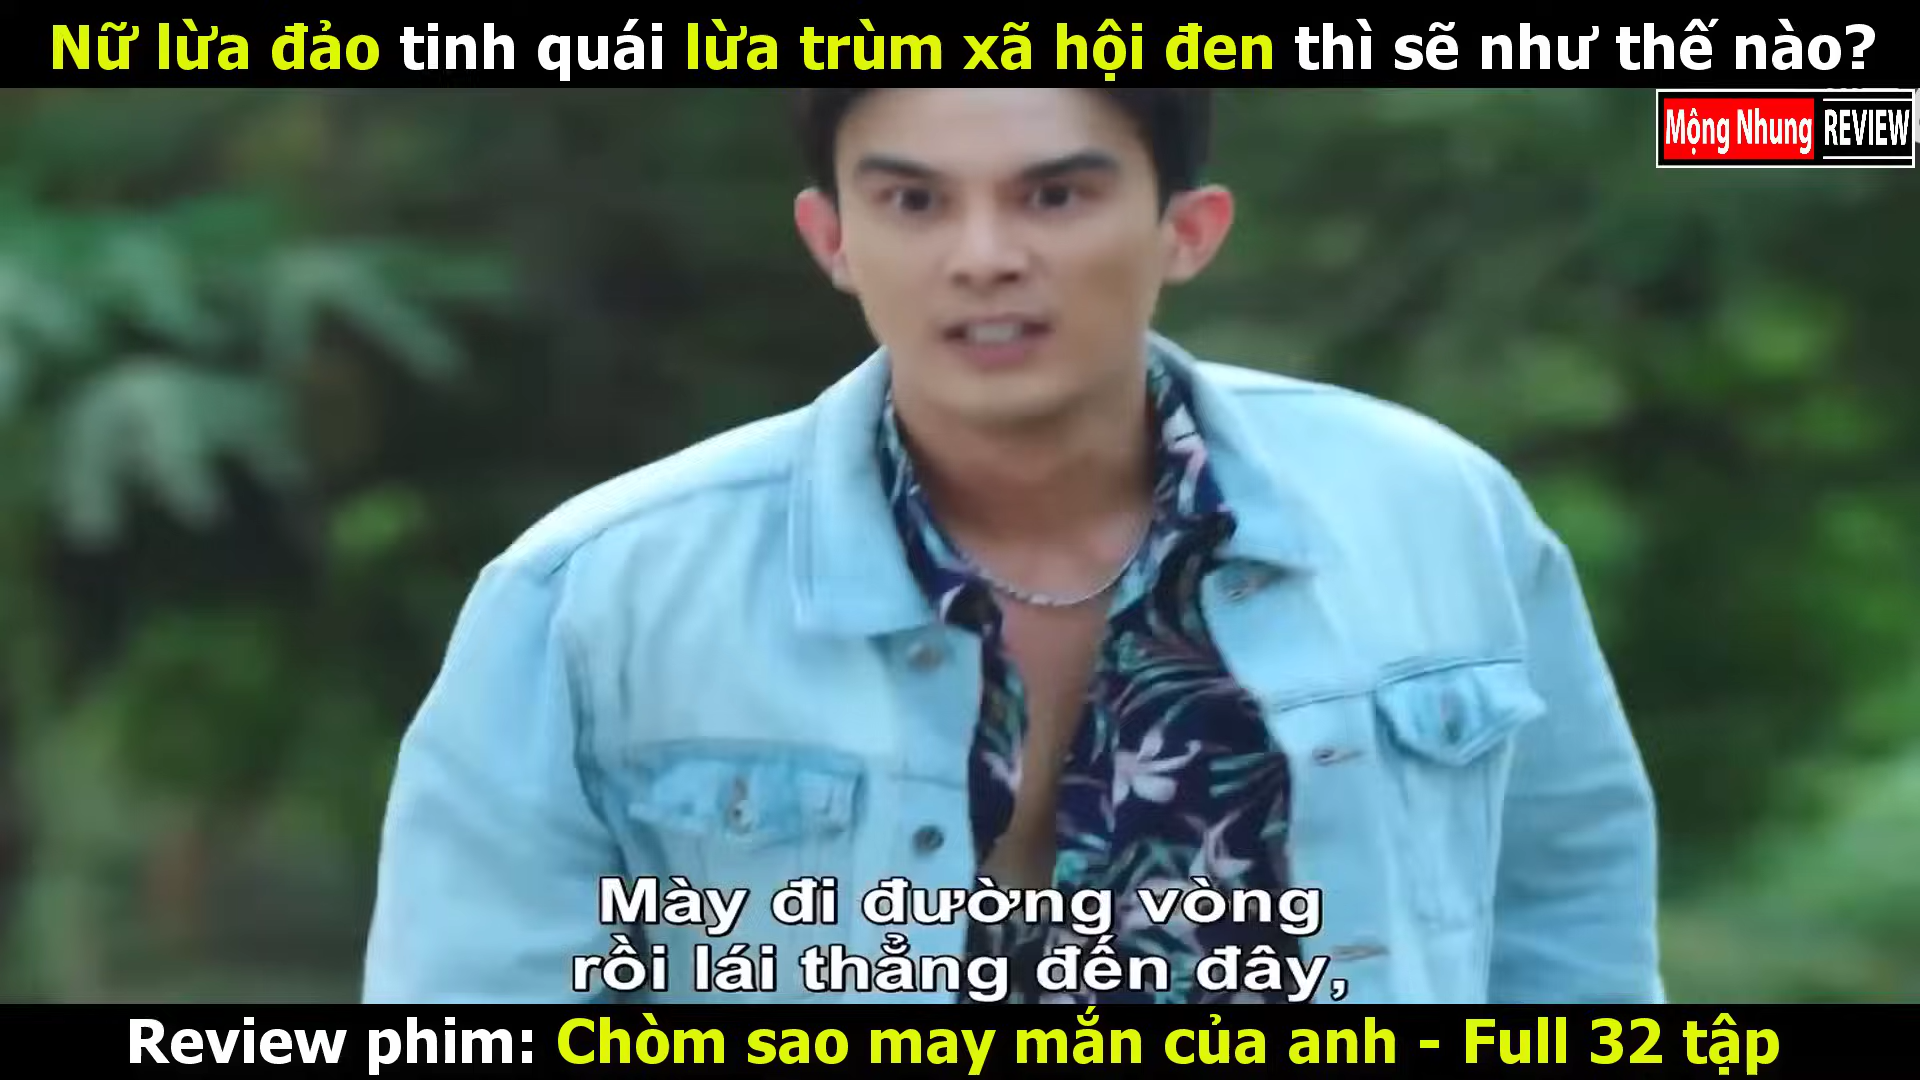 Nữ lừa đảo tinh quái lừa trùm xã hội đen thì sẽ như thế nào?
Mộng Nhung REVIEW
Mày đi đường vòng
rồi lái thẳng đến đây,
Review phim: Chòm sao may mắn của anh - Full 32 tập